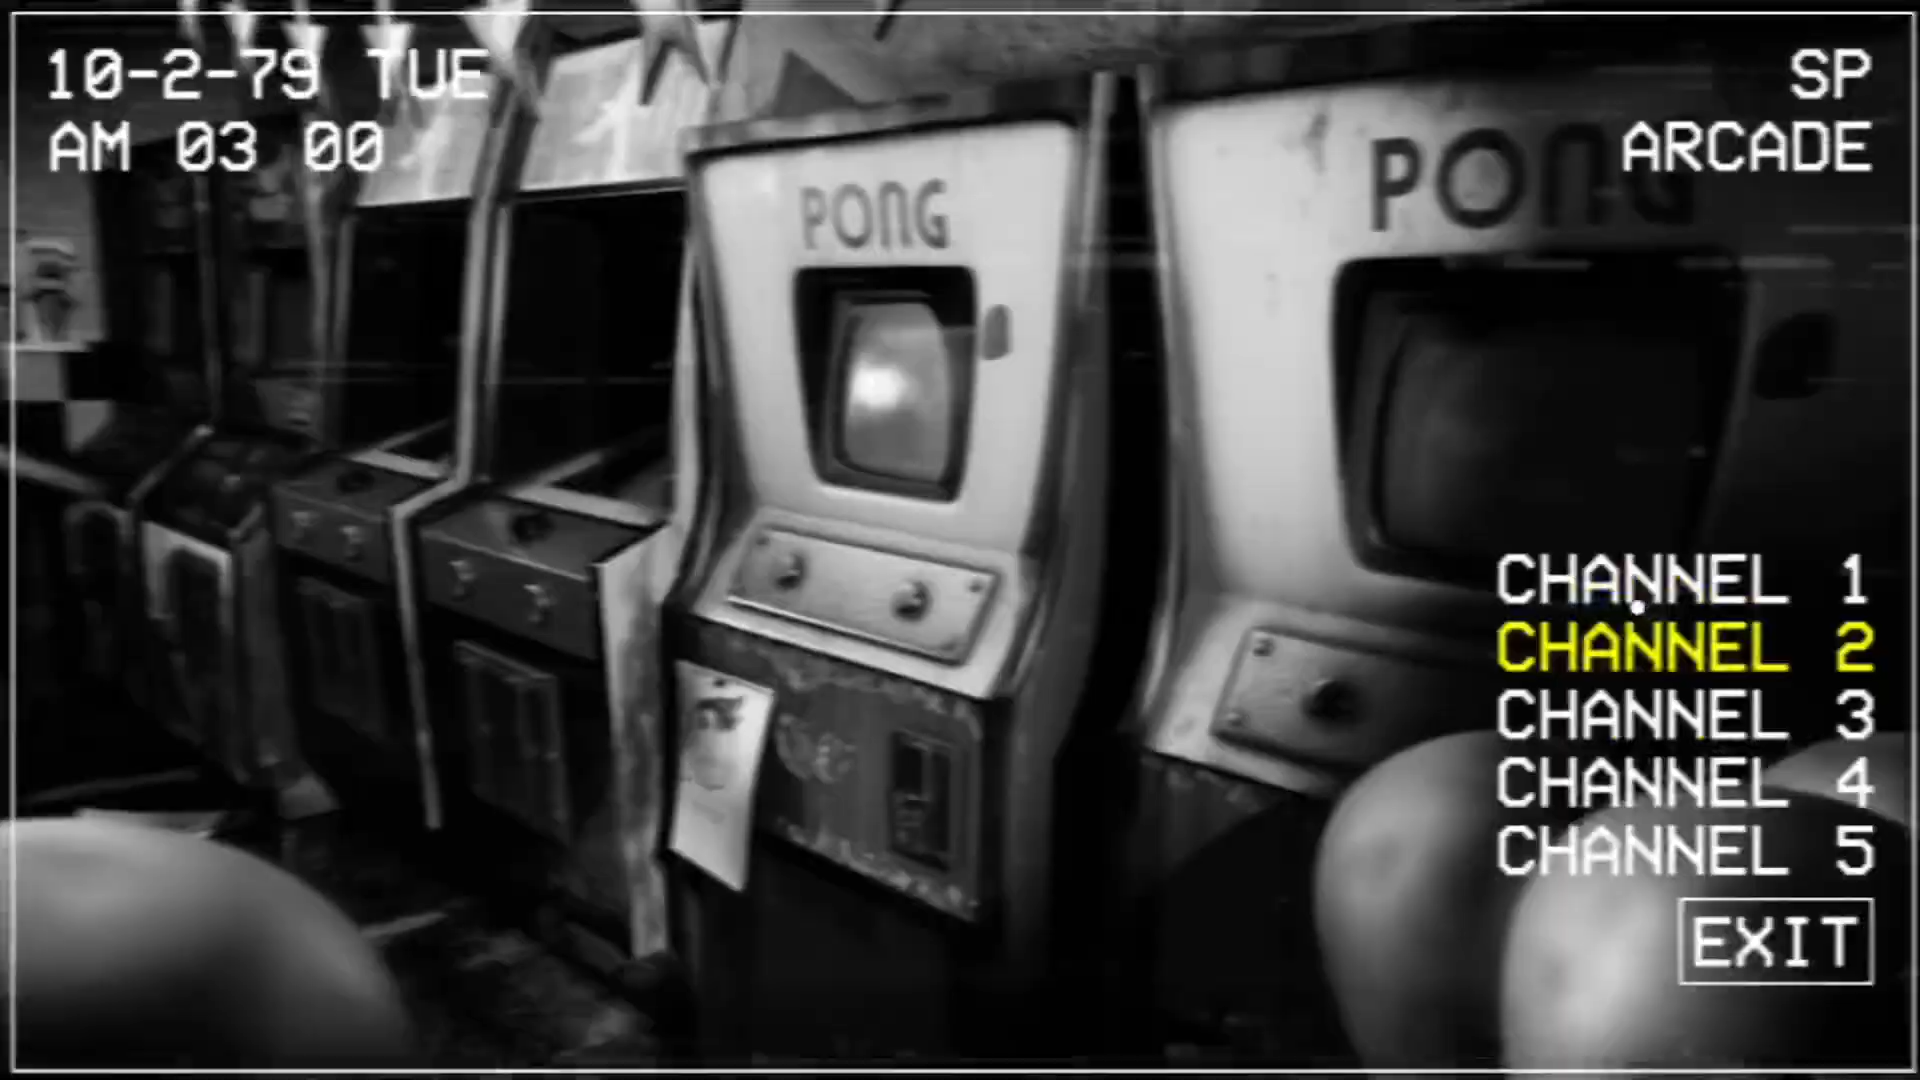 10-2-79 TUE
AM 03 00
SP
ARCADE
PONG
PONG
CHANNEL 1
CHANNEL 2
CHANNEL 3
CHANNEL 4
CHANNEL 5
EXIT